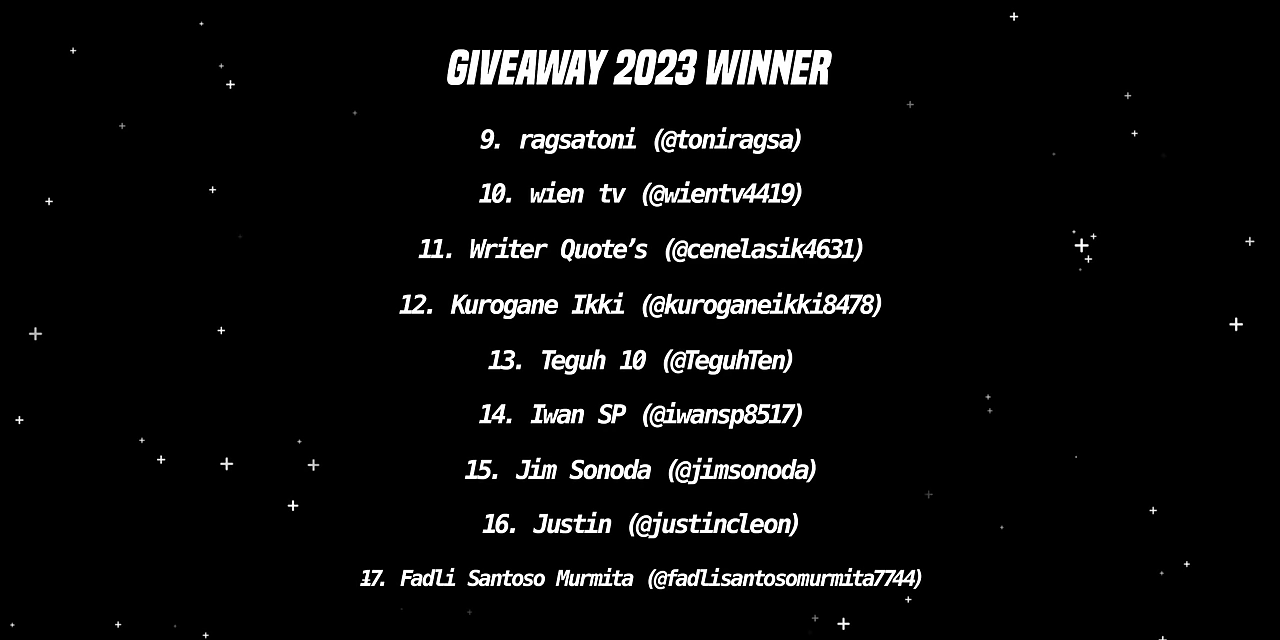 GIVEAWAY 2023 WINNER
9. ragsatoni (@toniragsa)
10. wien tv (@wientv4419)
11. Writer Quote’s (@cenelasik4631)
12. Kurogane Ikki (@kuroganeikki8478)
13. Teguh 10 (@TeguhTen)
14. Iwan SP (@iwansp8517)
15. Jim Sonoda (@jimsonoda)
16. Justin (@justincleon)
17. Fadli Santoso Murmita (@fadlisantosomurmita7744)